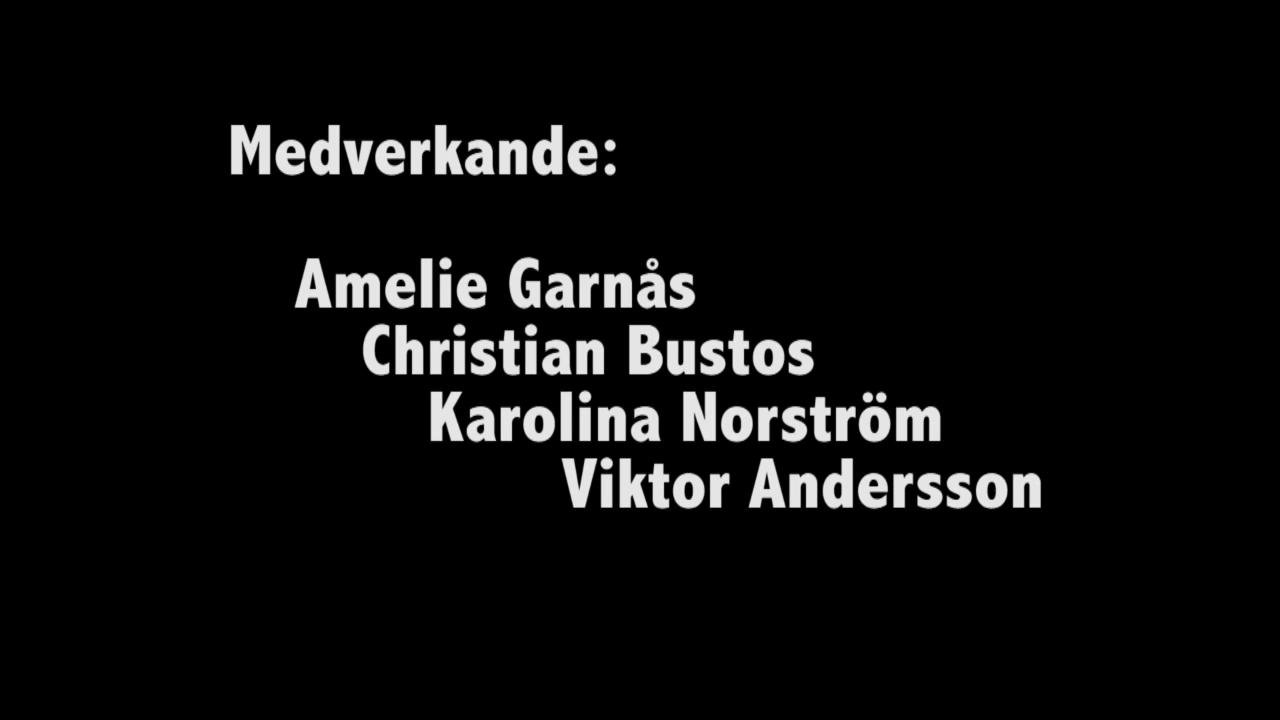 Medverkande:
Amelie Garnås
Christian Bustos
Karolina Norström
Viktor Andersson